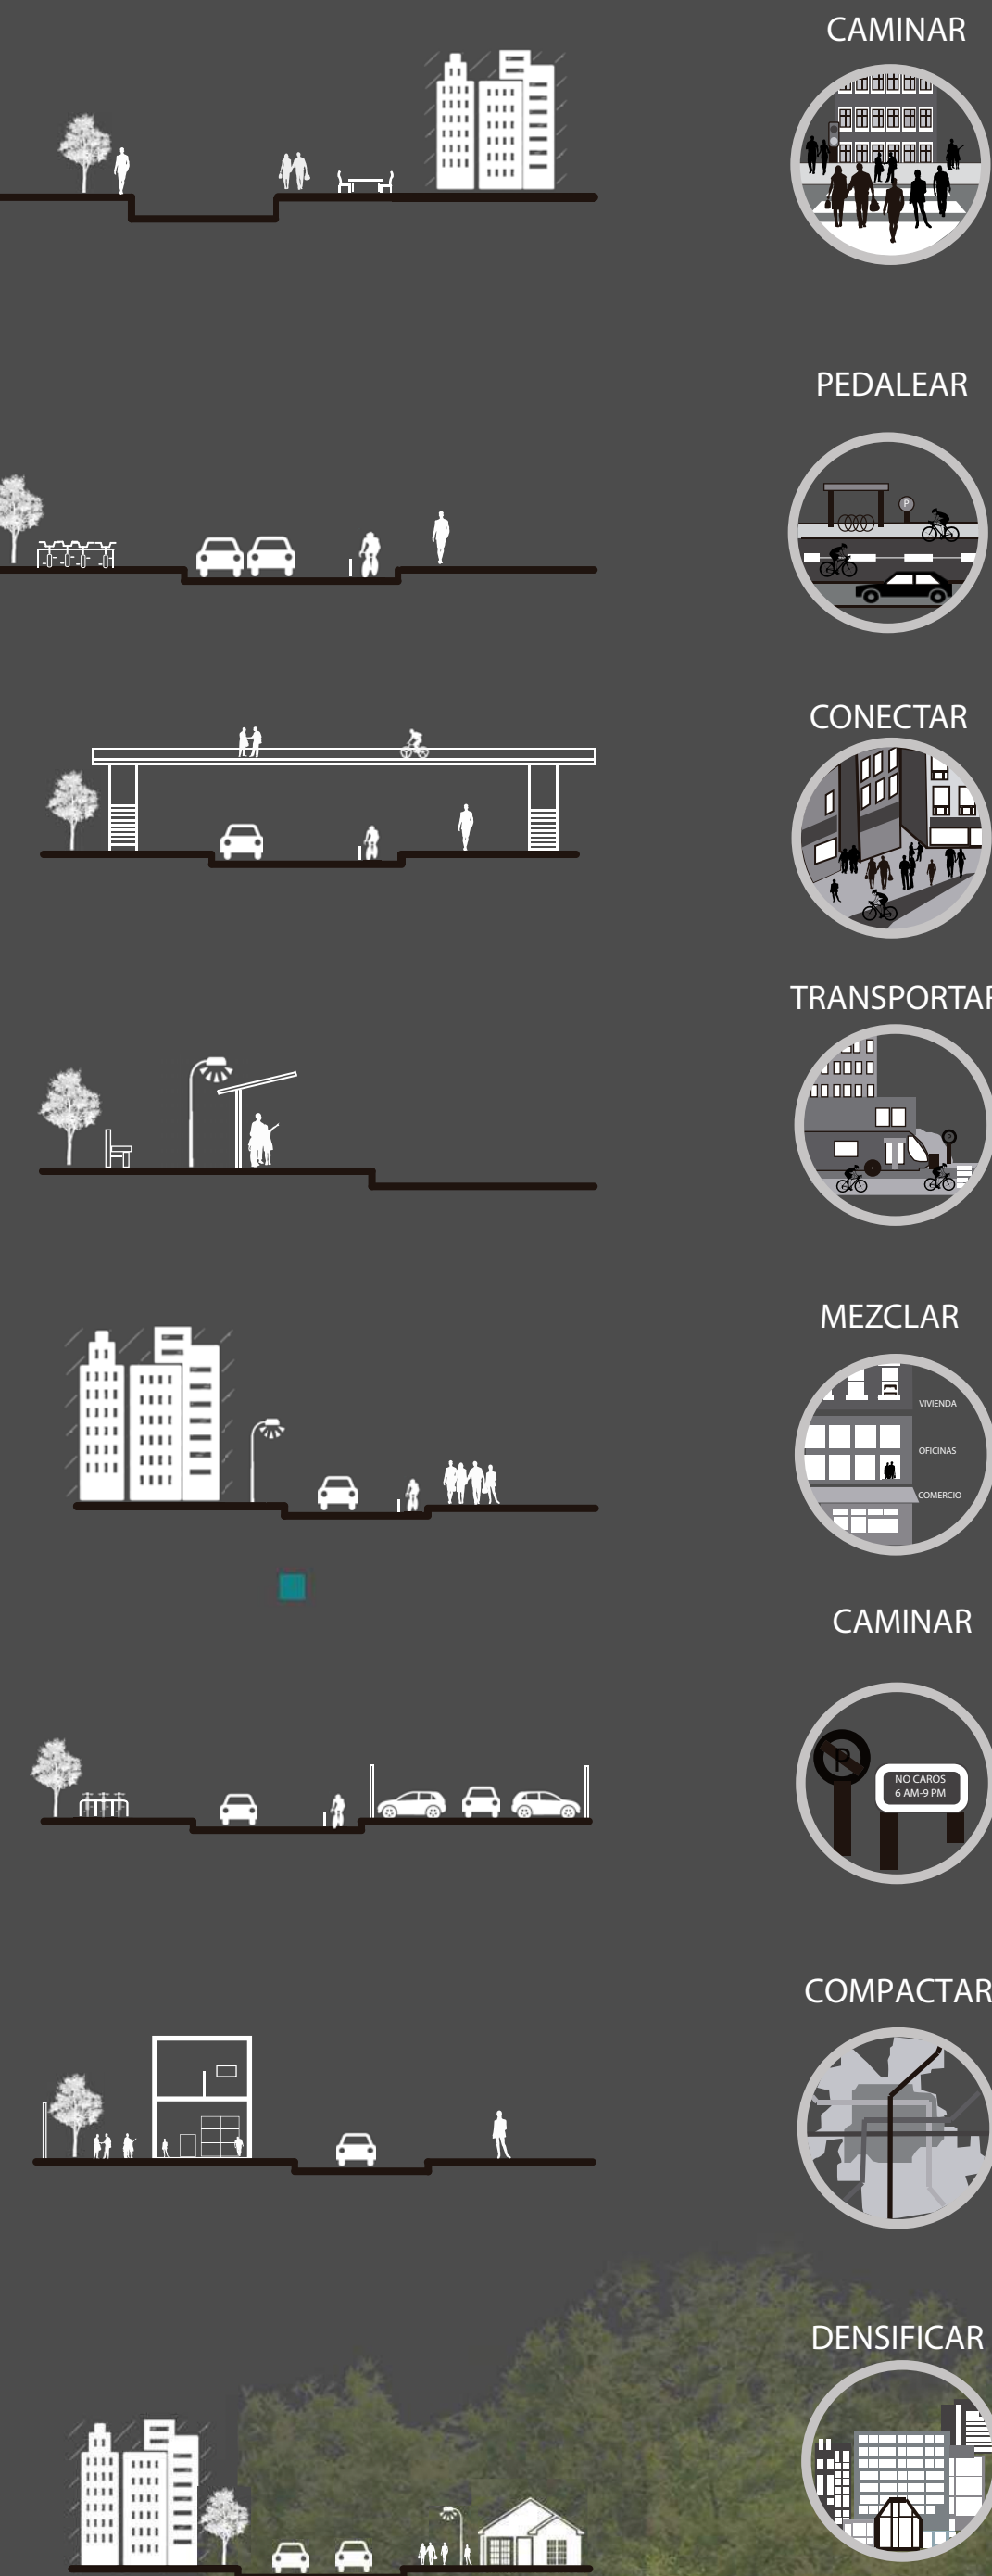 CAMINAR
PEDALEAR
P
CONECTAR
TRANSPORTAR
P
MEZCLAR
VIVIENDA
OFICINAS
COMERCIO
CAMINAR
P
NO CAROS
6 AM-9 PM
COMPACTAR
DENSIFICAR